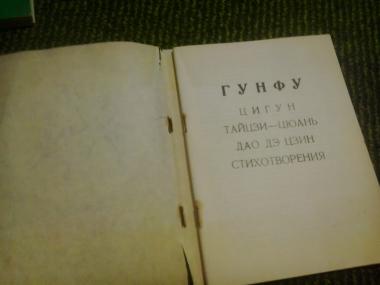 ГУНФУ
ЦИГУН
ТАЙЦЗИ—ЦЮАНЬ
ДАО ДЭ ЦЗИН
СТИХОТВОРЕНИЯ